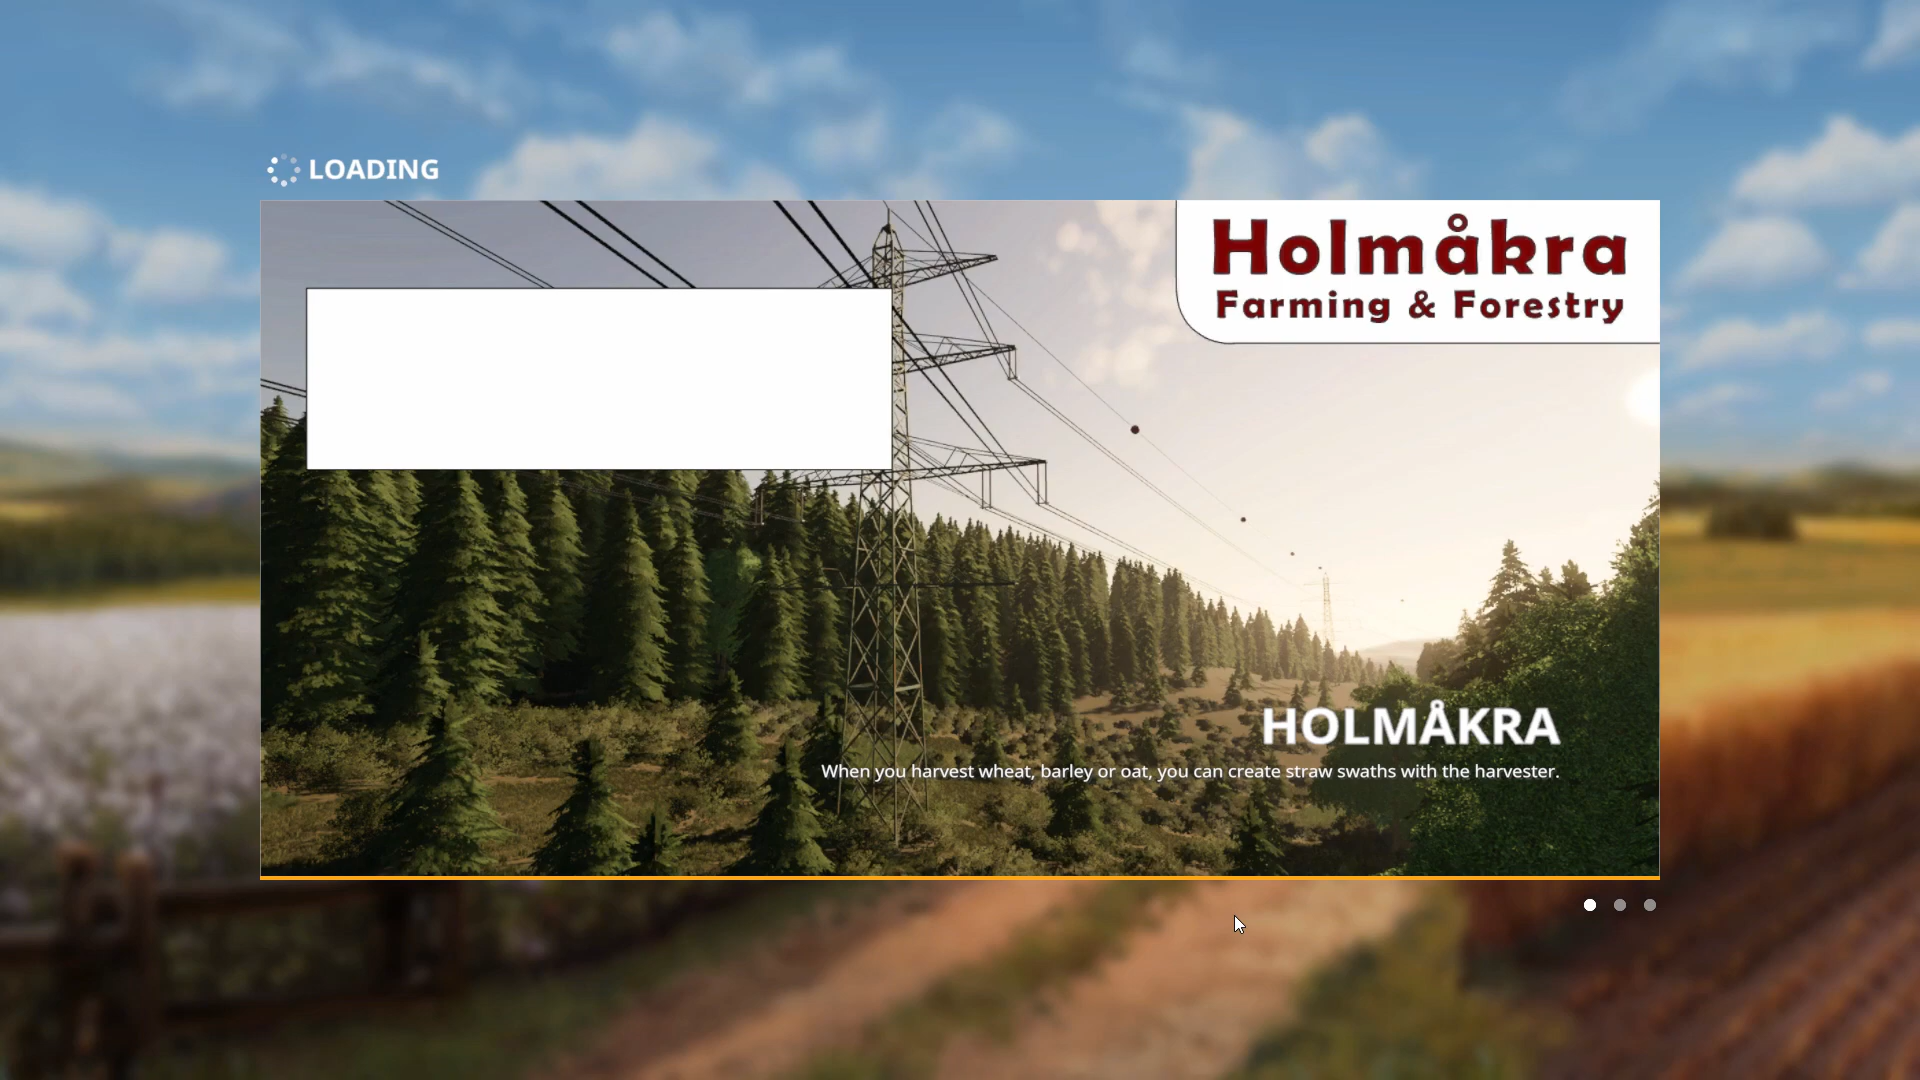 LOADING
Holmåkra
Farming & Forestry
HOLMÅKRA
When you harvest wheat, barley or oat, you can create straw swaths with the harvester.